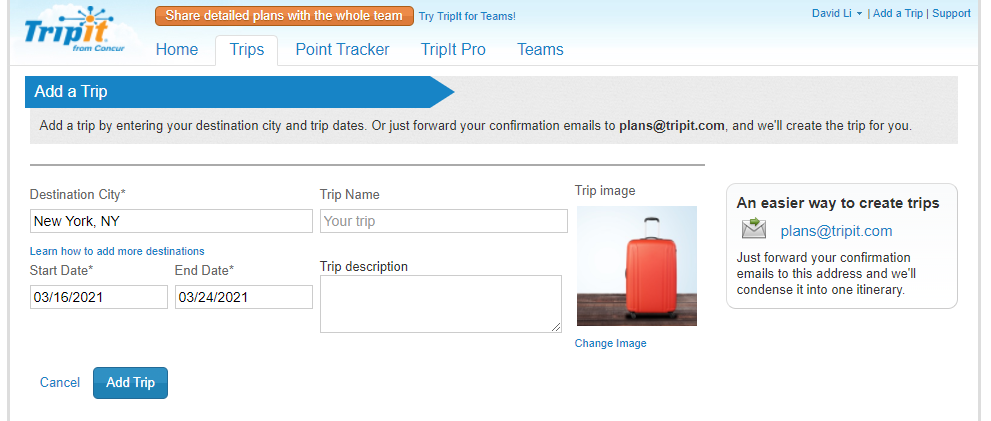 TripIt
from Concur
Share detailed plans with the whole team Try TripIt for Teams!
David Li | Add a Trip | Support
Home Trips Point Tracker TripIt Pro Teams
Add a Trip
Add a trip by entering your destination city and trip dates. Or just forward your confirmation emails to plans@tripit.com, and we'll create the trip for you.
Destination City*
New York, NY
Learn how to add more destinations
Start Date* End Date*
03/16/2021 03/24/2021
Trip Name
Your trip
Trip description
Trip image
Change Image
Cancel Add Trip
An easier way to create trips
plans@tripit.com
Just forward your confirmation
emails to this address and we'll
condense it into one itinerary.